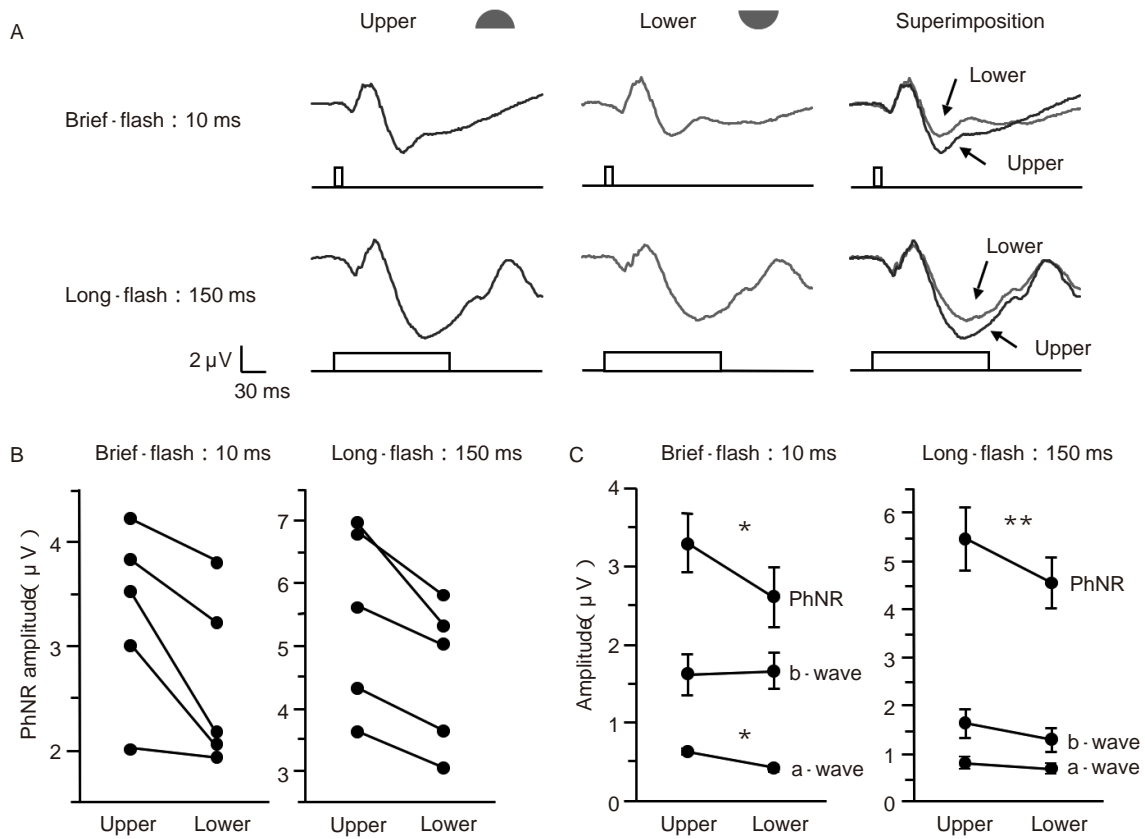 A
Upper Lower Superimposition
Brief-flash : 10 ms
Lower
Upper
Long-flash : 150 ms
Lower
Upper
2 μV
30 ms
B Brief-flash : 10 ms Long-flash : 150 ms
PhNR amplitude( μ V )
4
3
2
7
6
5
4
3
Upper Lower Upper Lower
C Brief-flash : 10 ms Long-flash : 150 ms
Amplitude( μ V )
4
3
2
1
0
* PhNR
b-wave
* a-wave
6
5
4
3
2
1
0
** PhNR
b-wave
a-wave
Upper Lower Upper Lower